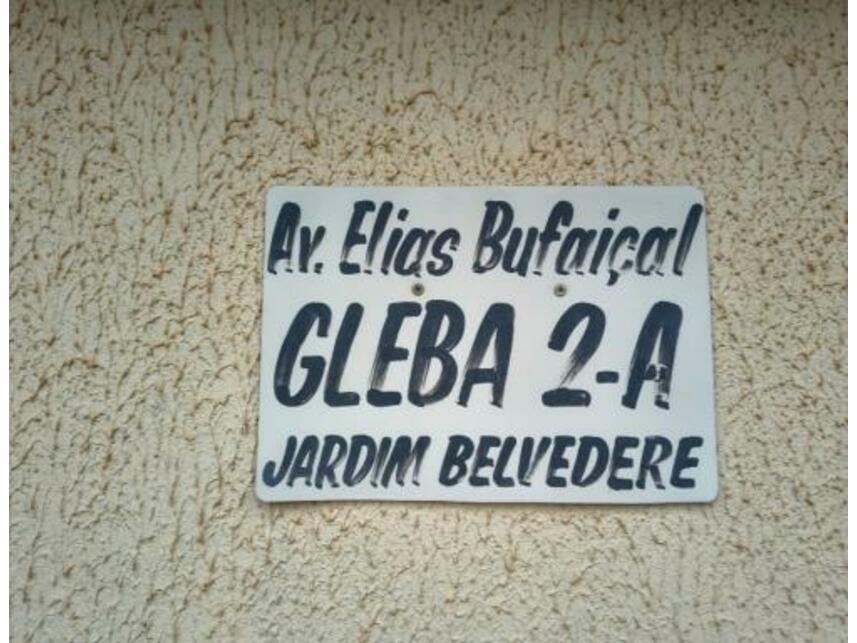 Av. Elias Bufaiçal
GLEBA 2-A
JARDIM BELVEDERE